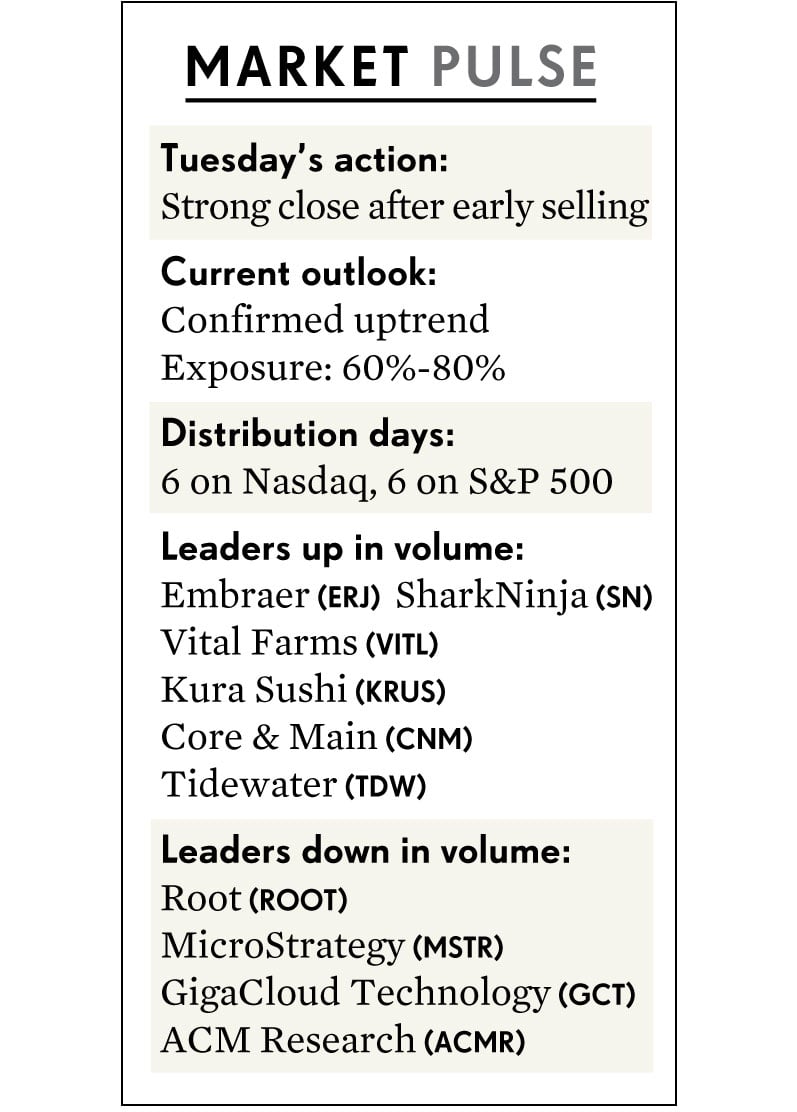 MARKET PULSE
Tuesday’s action:
Strong close after early selling
Current outlook:
Confirmed uptrend
Exposure: 60%-80%
Distribution days:
6 on Nasdaq, 6 on S&P 500
Leaders up in volume:
Embraer (ERJ) SharkNinja (SN)
Vital Farms (VITL)
Kura Sushi (KRUS)
Core & Main (CNM)
Tidewater (TDW)
Leaders down in volume:
Root (ROOT)
MicroStrategy (MSTR)
GigaCloud Technology (GCT)
ACM Research (ACMR)